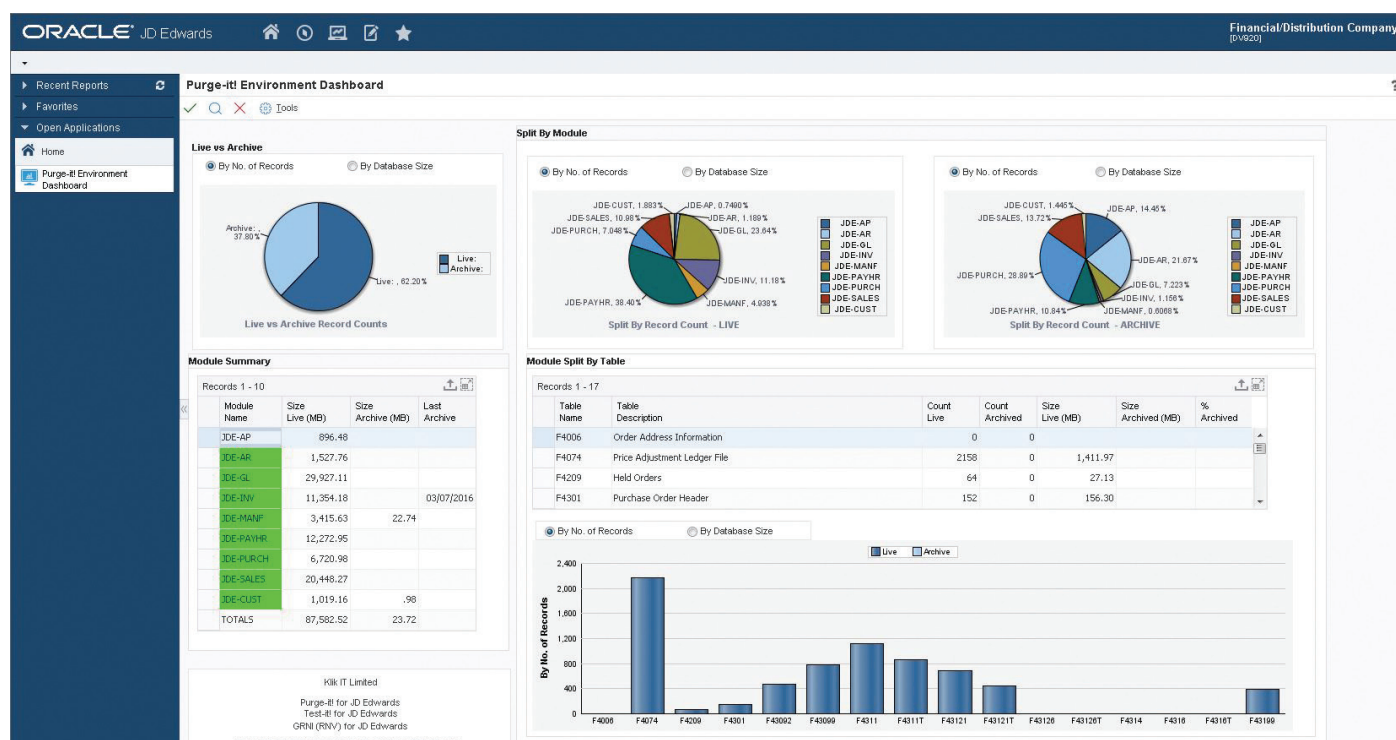 ORACLE® JD Edwards
Financial/Distribution Company
[DV920]
Recent Reports
Favorites
Open Applications
Home
Purge-it! Environment
Dashboard
Purge-it! Environment Dashboard
?
Tools
Live vs Archive
By No. of Records By Database Size
Archive: ,
37.80%
Live: , 62.20%
Live:
Archive:
Live vs Archive Record Counts
Split By Module
By No. of Records By Database Size
JDE-CUST, 1.883%
JDE-AP, 0.7490%
JDE-SALES, 10.98%
JDE-AR, 1.189%
JDE-PURCH, 7.048%
JDE-GL, 23.64%
JDE-INV, 11.18%
JDE-PAYHR, 38.40%
JDE-MANF, 4.938%
JDE-AP
JDE-AR
JDE-GL
JDE-INV
JDE-MANF
JDE-PAYHR
JDE-PURCH
JDE-SALES
JDE-CUST
Split By Record Count - LIVE
By No. of Records By Database Size
JDE-CUST, 1.445%
JDE-AP, 14.45%
JDE-SALES, 13.72%
JDE-AR, 21.67%
JDE-PURCH, 28.89%
JDE-GL, 7.223%
JDE-INV, 1.156%
JDE-PAYHR, 10.84%
JDE-MANF, 0.6068%
JDE-AP
JDE-AR
JDE-GL
JDE-INV
JDE-MANF
JDE-PAYHR
JDE-PURCH
JDE-SALES
JDE-CUST
Split By Record Count - ARCHIVE
Module Summary
Records 1 - 10
Module Name Size Live (MB) Size Archive (MB) Last Archive
JDE-AP 896.48
JDE-AR 1,527.76
JDE-GL 29,927.11
JDE-INV 11,354.18 03/07/2016
JDE-MANF 3,415.63 22.74
JDE-PAYHR 12,272.95
JDE-PURCH 6,720.98
JDE-SALES 20,448.27
JDE-CUST 1,019.16 .98
TOTALS 87,582.52 23.72
Klik IT Limited
Purge-it! for JD Edwards
Test-it! for JD Edwards
GRNI (RNV) for JD Edwards
Module Split By Table
Records 1 - 17
Table Name Table Description Count Live Count Archived Size Live (MB) Size Archived (MB) % Archived
F4006 Order Address Information 0 0
F4074 Price Adjustment Ledger File 2158 0 1,411.97
F4209 Held Orders 64 0 27.13
F4301 Purchase Order Header 152 0 156.30
By No. of Records By Database Size
Live Archive
By No. of Records
2,400
2,000
1,600
1,200
800
400
0
F4006 F4074 F4209 F4301 F43092 F43099 F4311 F4311T F43121 F43121T F43126 F43126T F4314 F4316 F4316T F43199